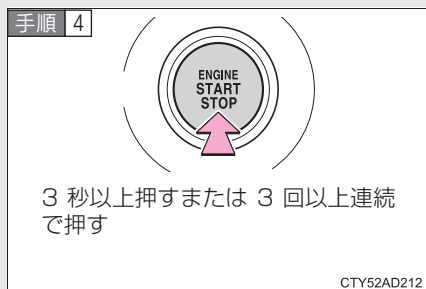 手順 4
ENGINE
START
STOP
3 秒以上押すまたは 3 回以上連続
で押す
CTY52AD212